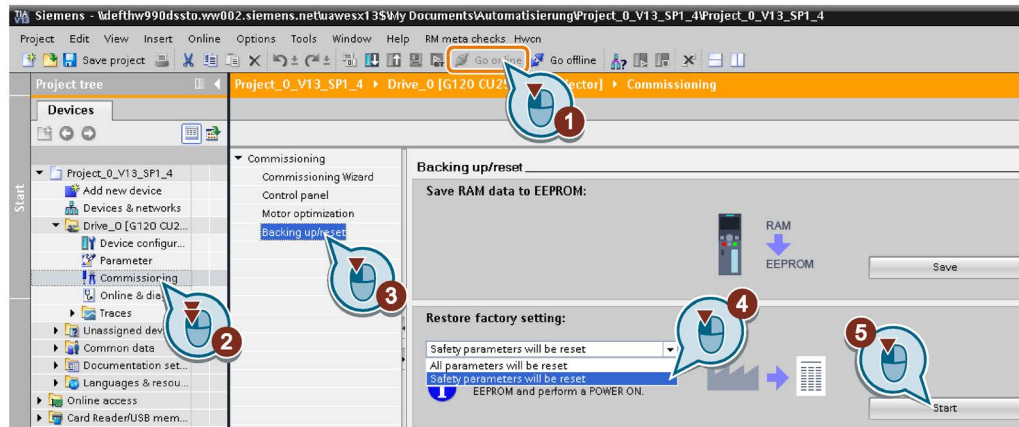 Siemens - \\defthw990dssto.ww002.siemens.net\uawesx13$\My Documents\Automatisierung\Project_0_V13_SP1_4\Project_0_V13_SP1_4
Project Edit View Insert Online Options Tools Window Help RM meta checks Hwcn
Save project Go online Go offline
Project tree
Project_0_V13_SP1_4 Drive_0 [G120 Commissioning
1
Devices
Start
Project_0_V13_SP1_4
Add new device
Devices & networks
Drive_0 [G120 CU2...
Device configur...
Parameter
Commissioning
Online &
Traces
Unassigned
Common data
Documentation set...
Languages & resou...
Online access
Card Reader/USB mem...
2
Commissioning
Commissioning Wizard
Control panel
Motor optimization
Backing up/reset
3
Backing up/reset
Save RAM data to EEPROM:
RAM
EEPROM
Save
Restore factory setting:
4
Safety parameters will be reset
All parameters will be reset
Safety parameters will be reset
EEPROM and perform a POWER ON.
5
Start